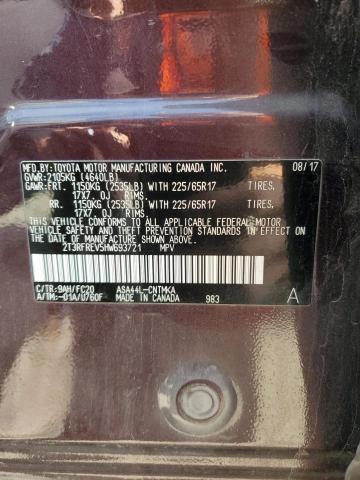 MFD.BY:TOYOTA MOTOR MANUFACTURING CANADA INC. 08/17
GVWR:2105KG (4640LB)
GAWR:FRT. 1150KG (2535LB) WITH 225/65R17 TIRES,
17X7.0J RIMS.
RR. 1150KG (2535LB) WITH 225/65R17 TIRES,
17X7.0J RIMS.
THIS VEHICLE CONFORMS TO ALL APPLICABLE FEDERAL MOTOR
VEHICLE SAFETY AND THEFT PREVENTION STANDARDS IN EFFECT
ON THE DATE OF MANUFACTURE SHOWN ABOVE.
2T3RFREV5HW693721 MPV
C/TR:9AH/FC20 ASA44L-CNTMKA
A/TM:-01A/U760F MADE IN CANADA 983 A